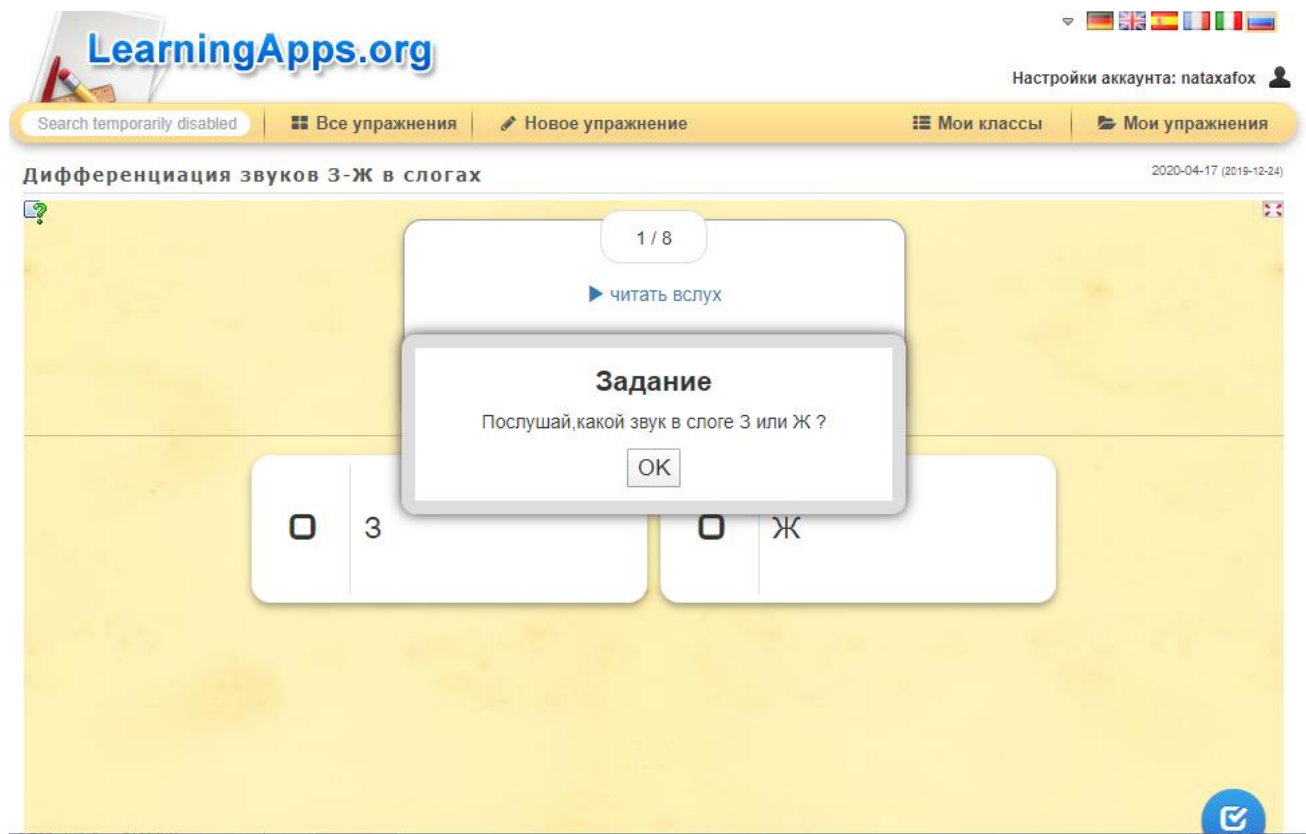 LearningApps.org
Настройки аккаунта: nataxafox
Search temporarily disabled
Все упражнения
Новое упражнение
Мои классы
Мои упражнения
Дифференциация звуков З-Ж в слогах
2020-04-17 (2019-12-24)
1 / 8
читать вслух
Задание
Послушай,какой звук в слоге З или Ж ?
OK
З
Ж